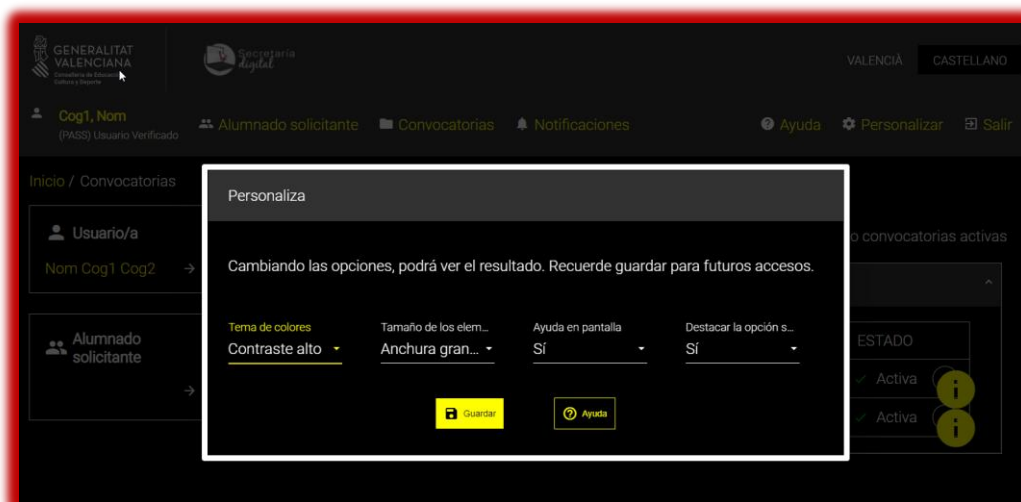 GENERALITAT
VALENCIANA
Conselleria de Educación,
Cultura y Deporte
Secretaria
digital
VALENCIÀ
CASTELLANO
Cog1, Nom
(PASS) Usuario Verificado
Alumnado solicitante
Convocatorias
Notificaciones
Ayuda
Personalizar
Salir
Inicio / Convocatorias
Personaliza
Usuario/a
Nom Cog1 Cog2
o convocatorias activas
Cambiando las opciones, podrá ver el resultado. Recuerde guardar para futuros accesos.
Tema de colores
Contraste alto
Tamaño de los elem...
Anchura gran...
Ayuda en pantalla
Sí
Destacar la opción s...
Sí
Alumnado
solicitante
ESTADO
Activa
Activa
Guardar
Ayuda